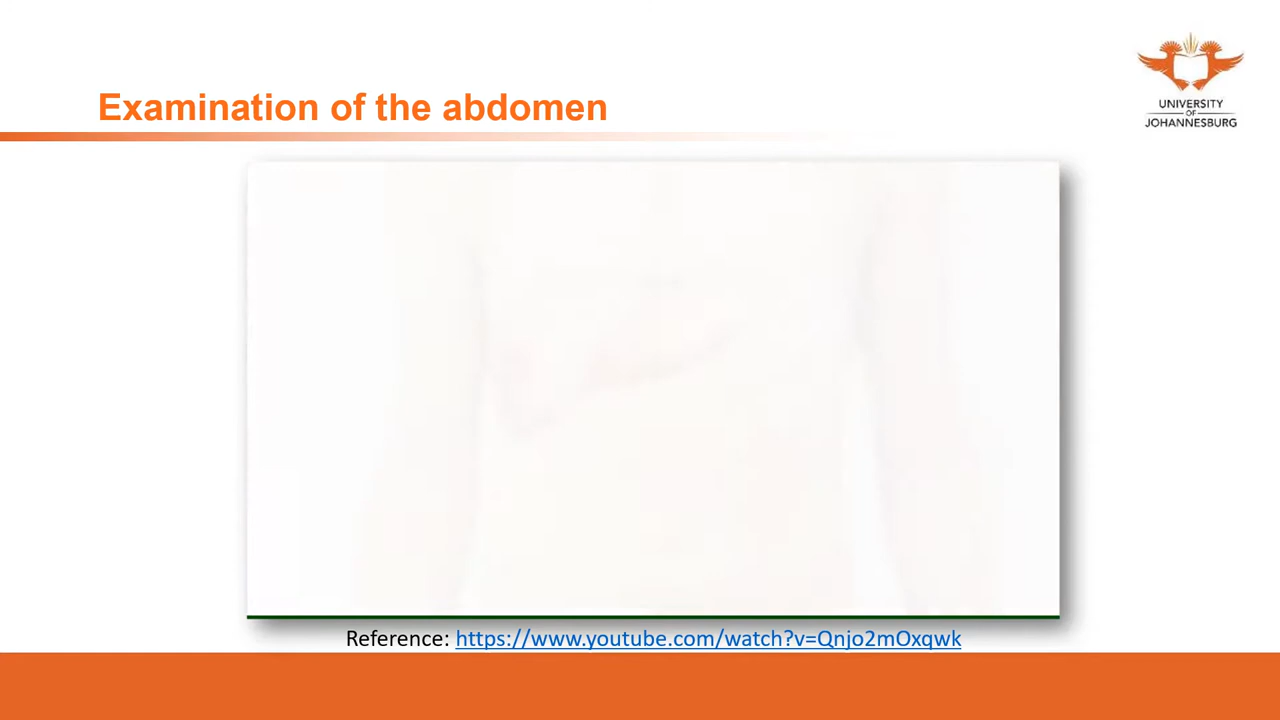 Examination of the abdomen
UNIVERSITY
OF
JOHANNESBURG
Reference: https://www.youtube.com/watch?v=Qnjo2mOxqwk